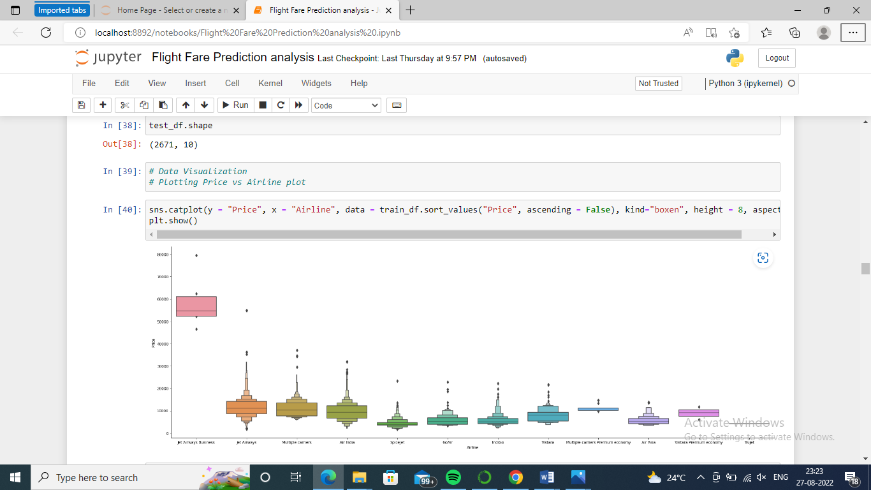 Imported tabs
Home Page - Select or create a n
Flight Fare Prediction analysis - J
localhost:8892/notebooks/Flight%20Fare%20Prediction%20analysis%20.ipynb
jupyter Flight Fare Prediction analysis Last Checkpoint: Last Thursday at 9:57 PM (autosaved)
Logout
File Edit View Insert Cell Kernel Widgets Help
Not Trusted
Python 3 (ipykernel)
Run
Code
In [38]: test_df.shape
Out[38]: (2671, 10)
In [39]: # Data Visualization
# Plotting Price vs Airline plot
In [40]: sns.catplot(y = "Price", x = "Airline", data = train_df.sort_values("Price", ascending = False), kind="boxen", height = 8, aspect
plt.show()
80000
70000
60000
50000
40000
30000
20000
10000
0
Price
Jet Airways Business
Jet Airways
Multiple carriers
Air India
SpiceJet
GoAir
IndiGo
Vistara
Multiple carriers Premium economy
Air Asia
Vistara Premium economy
Trujet
Airline
Activate Windows
Go to Settings to activate Windows.
Type here to search
99+
24°C
ENG
23:23
27-08-2022
18